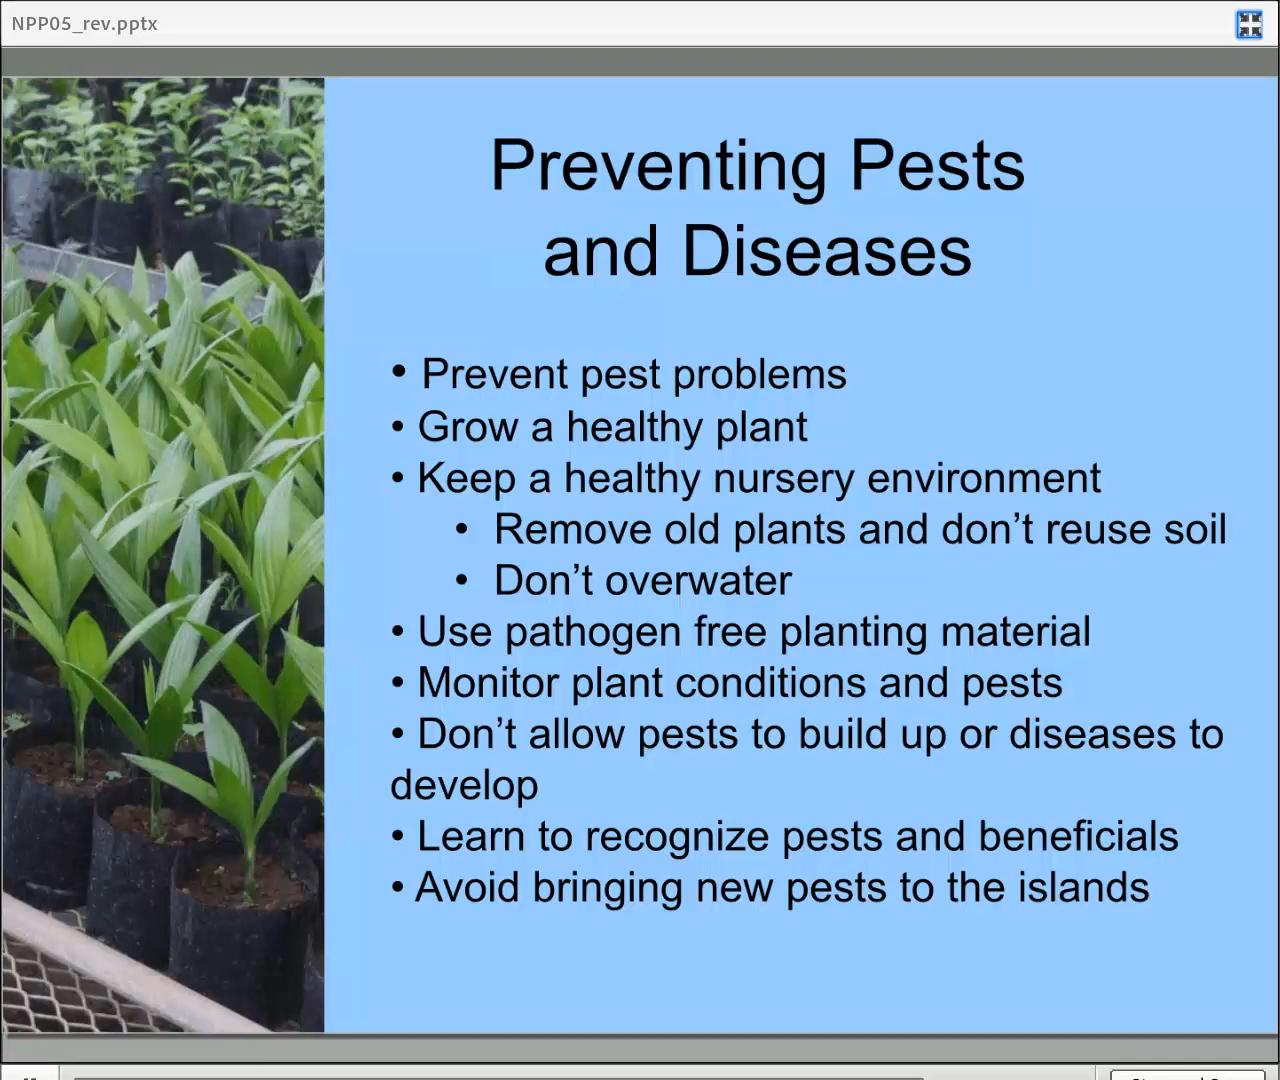 NPP05_rev.pptx
Preventing Pests
and Diseases
• Prevent pest problems
• Grow a healthy plant
• Keep a healthy nursery environment
• Remove old plants and don’t reuse soil
• Don’t overwater
• Use pathogen free planting material
• Monitor plant conditions and pests
• Don’t allow pests to build up or diseases to
develop
• Learn to recognize pests and beneficials
• Avoid bringing new pests to the islands